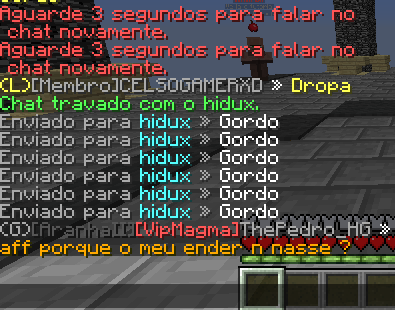 Aguarde 3 segundos para falar no
chat novamente.
Aguarde 3 segundos para falar no
chat novamente.
(L)[Membro]CELSOGAMERXD » Dropa
Chat travado com o hidux.
Enviado para hidux » Gordo
Enviado para hidux » Gordo
Enviado para hidux » Gordo
Enviado para hidux » Gordo
Enviado para hidux » Gordo
Enviado para hidux » Gordo
(G)[Aranha][VipMagma]ThePedro_HG »
aff porque o meu ender n nasse ?